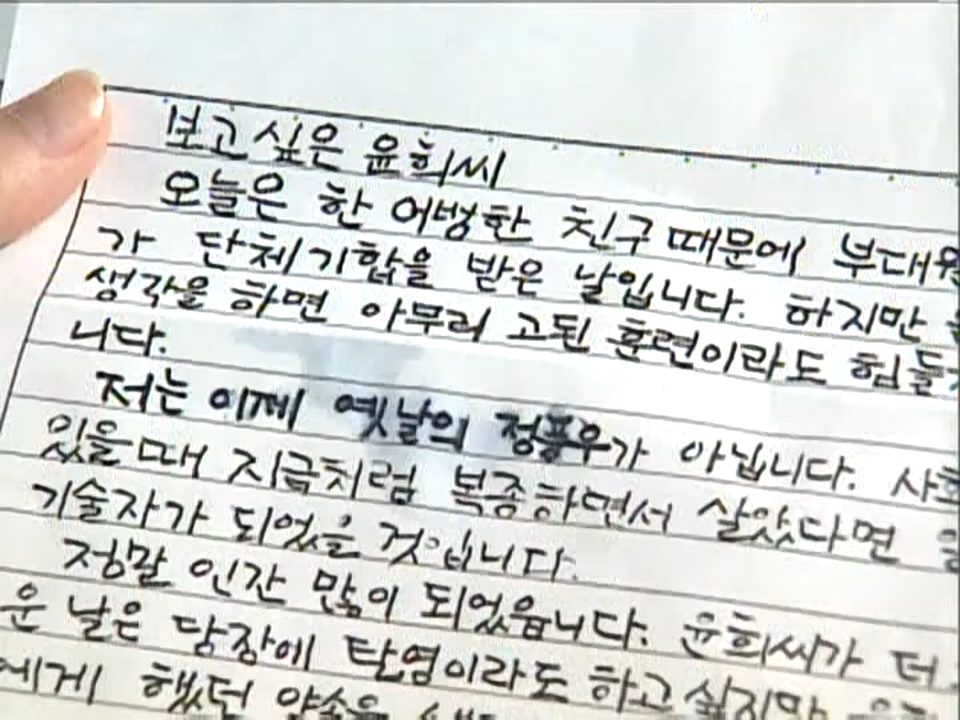 보고싶은 윤희씨
오늘은 한 어벙한 친구때문에 부대원
가 단체기합을 받은 날입니다. 하지만
생각을 하면 아무리 고된 훈련이라도 힘들
니다.
저는 이제 옛날의 정풍우가 아닙니다. 사회
있을때 지금처럼 복종하면서 살았다면
기술자가 되었을 것입니다.
정말 인간 많이 되었읍니다. 윤희씨가 더
운 날은 당장에 탄영이라도 하고싶지만
에게 했던 약속을